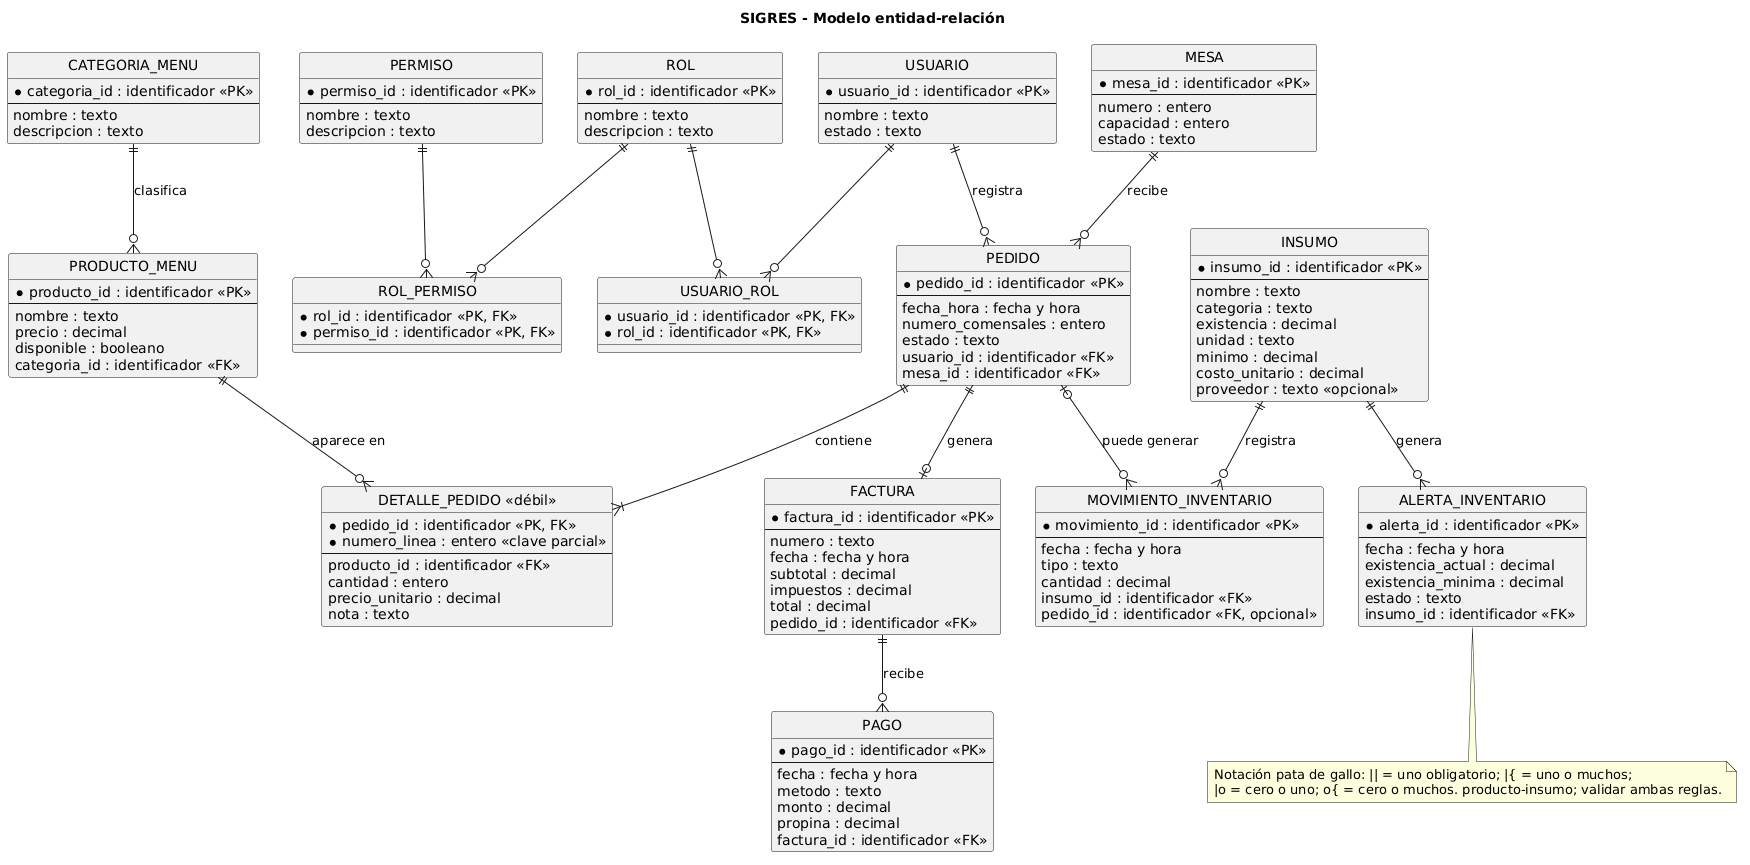 SIGRES - Modelo entidad-relación
CATEGORIA_MENU
* categoria_id : identificador «PK»
nombre : texto
descripcion : texto
PERMISO
* permiso_id : identificador «PK»
nombre : texto
descripcion : texto
ROL
* rol_id : identificador «PK»
nombre : texto
descripcion : texto
USUARIO
* usuario_id : identificador «PK»
nombre : texto
estado : texto
MESA
* mesa_id : identificador «PK»
numero : entero
capacidad : entero
estado : texto
clasifica
registra
recibe
PRODUCTO_MENU
* producto_id : identificador «PK»
nombre : texto
precio : decimal
disponible : booleano
categoria_id : identificador «FK»
ROL_PERMISO
* rol_id : identificador «PK, FK»
* permiso_id : identificador «PK, FK»
USUARIO_ROL
* usuario_id : identificador «PK, FK»
* rol_id : identificador «PK, FK»
PEDIDO
* pedido_id : identificador «PK»
fecha_hora : fecha y hora
numero_comensales : entero
estado : texto
usuario_id : identificador «FK»
mesa_id : identificador «FK»
INSUMO
* insumo_id : identificador «PK»
nombre : texto
categoria : texto
existencia : decimal
unidad : texto
minimo : decimal
costo_unitario : decimal
proveedor : texto «opcional»
aparece en
contiene
genera
puede generar
registra
genera
DETALLE_PEDIDO «débil»
* pedido_id : identificador «PK, FK»
* numero_linea : entero «clave parcial»
producto_id : identificador «FK»
cantidad : entero
precio_unitario : decimal
nota : texto
FACTURA
* factura_id : identificador «PK»
numero : texto
fecha : fecha y hora
subtotal : decimal
impuestos : decimal
total : decimal
pedido_id : identificador «FK»
MOVIMIENTO_INVENTARIO
* movimiento_id : identificador «PK»
fecha : fecha y hora
tipo : texto
cantidad : decimal
insumo_id : identificador «FK»
pedido_id : identificador «FK, opcional»
ALERTA_INVENTARIO
* alerta_id : identificador «PK»
fecha : fecha y hora
existencia_actual : decimal
existencia_minima : decimal
estado : texto
insumo_id : identificador «FK»
recibe
PAGO
* pago_id : identificador «PK»
fecha : fecha y hora
metodo : texto
monto : decimal
propina : decimal
factura_id : identificador «FK»
Notación pata de gallo: || = uno obligatorio; |{ = uno o muchos;
|o = cero o uno; o{ = cero o muchos. producto-insumo; validar ambas reglas.